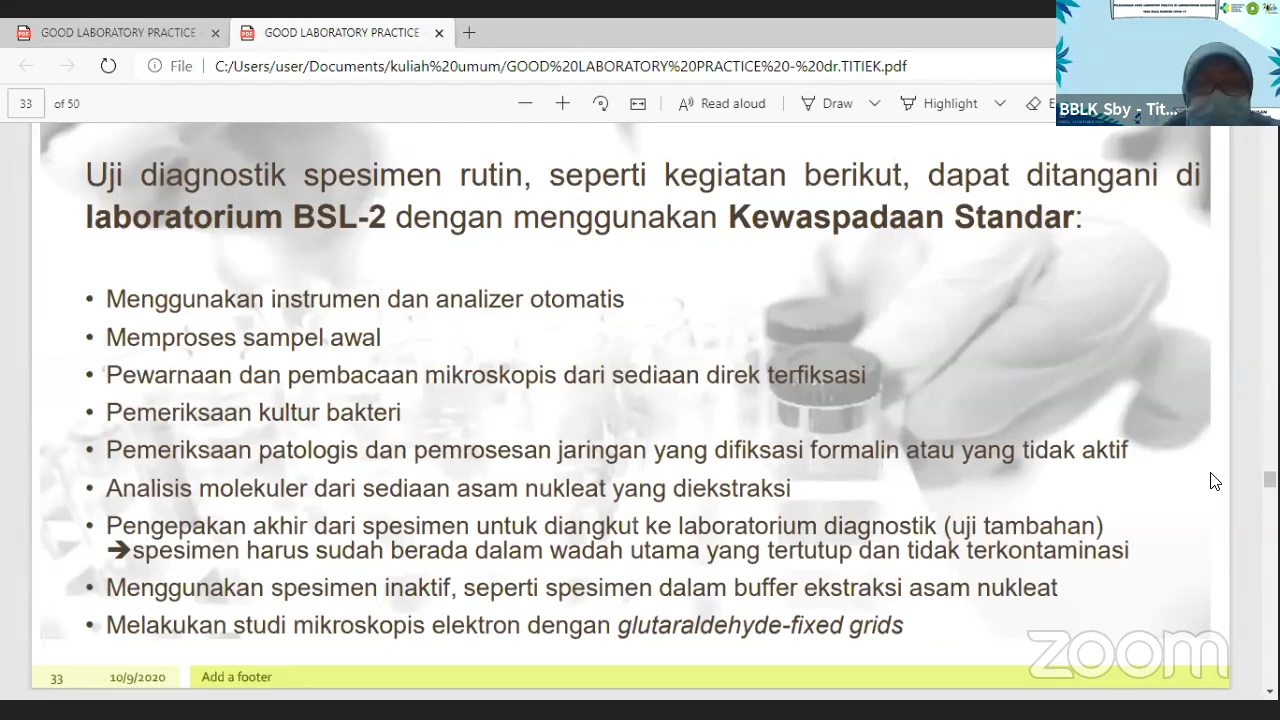 GOOD LABORATORY PRACTICE
GOOD LABORATORY PRACTICE
File
C:/Users/user/Documents/kuliah%20umum/GOOD%20LABORATORY%20PRACTICE%20-%20dr.TITIEK.pdf
33 of 50
Read aloud
Draw
Highlight
BBLK Sby - Tit...
Uji diagnostik spesimen rutin, seperti kegiatan berikut, dapat ditangani di
laboratorium BSL-2 dengan menggunakan Kewaspadaan Standar:
• Menggunakan instrumen dan analizer otomatis
• Memproses sampel awal
• Pewarnaan dan pembacaan mikroskopis dari sediaan direk terfiksasi
• Pemeriksaan kultur bakteri
• Pemeriksaan patologis dan pemrosesan jaringan yang difiksasi formalin atau yang tidak aktif
• Analisis molekuler dari sediaan asam nukleat yang diekstraksi
• Pengepakan akhir dari spesimen untuk diangkut ke laboratorium diagnostik (uji tambahan)
➔spesimen harus sudah berada dalam wadah utama yang tertutup dan tidak terkontaminasi
• Menggunakan spesimen inaktif, seperti spesimen dalam buffer ekstraksi asam nukleat
• Melakukan studi mikroskopis elektron dengan glutaraldehyde-fixed grids
zoom
33 10/9/2020 Add a footer